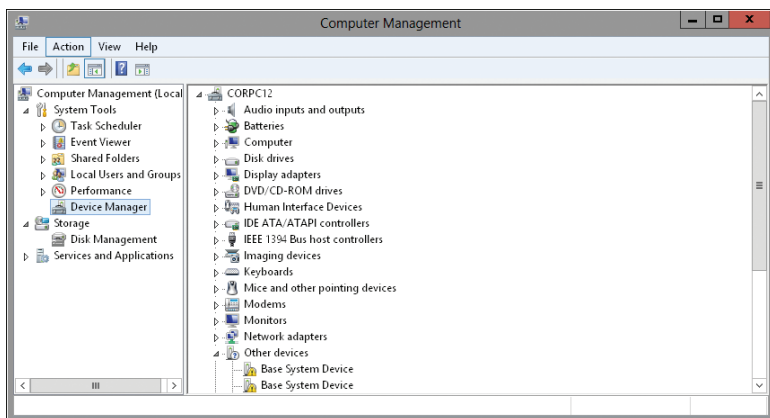 Computer Management
File Action View Help
Computer Management (Local
System Tools
Task Scheduler
Event Viewer
Shared Folders
Local Users and Groups
Performance
Device Manager
Storage
Disk Management
Services and Applications
CORPC12
Audio inputs and outputs
Batteries
Computer
Disk drives
Display adapters
DVD/CD-ROM drives
Human Interface Devices
IDE ATA/ATAPI controllers
IEEE 1394 Bus host controllers
Imaging devices
Keyboards
Mice and other pointing devices
Modems
Monitors
Network adapters
Other devices
Base System Device
Base System Device